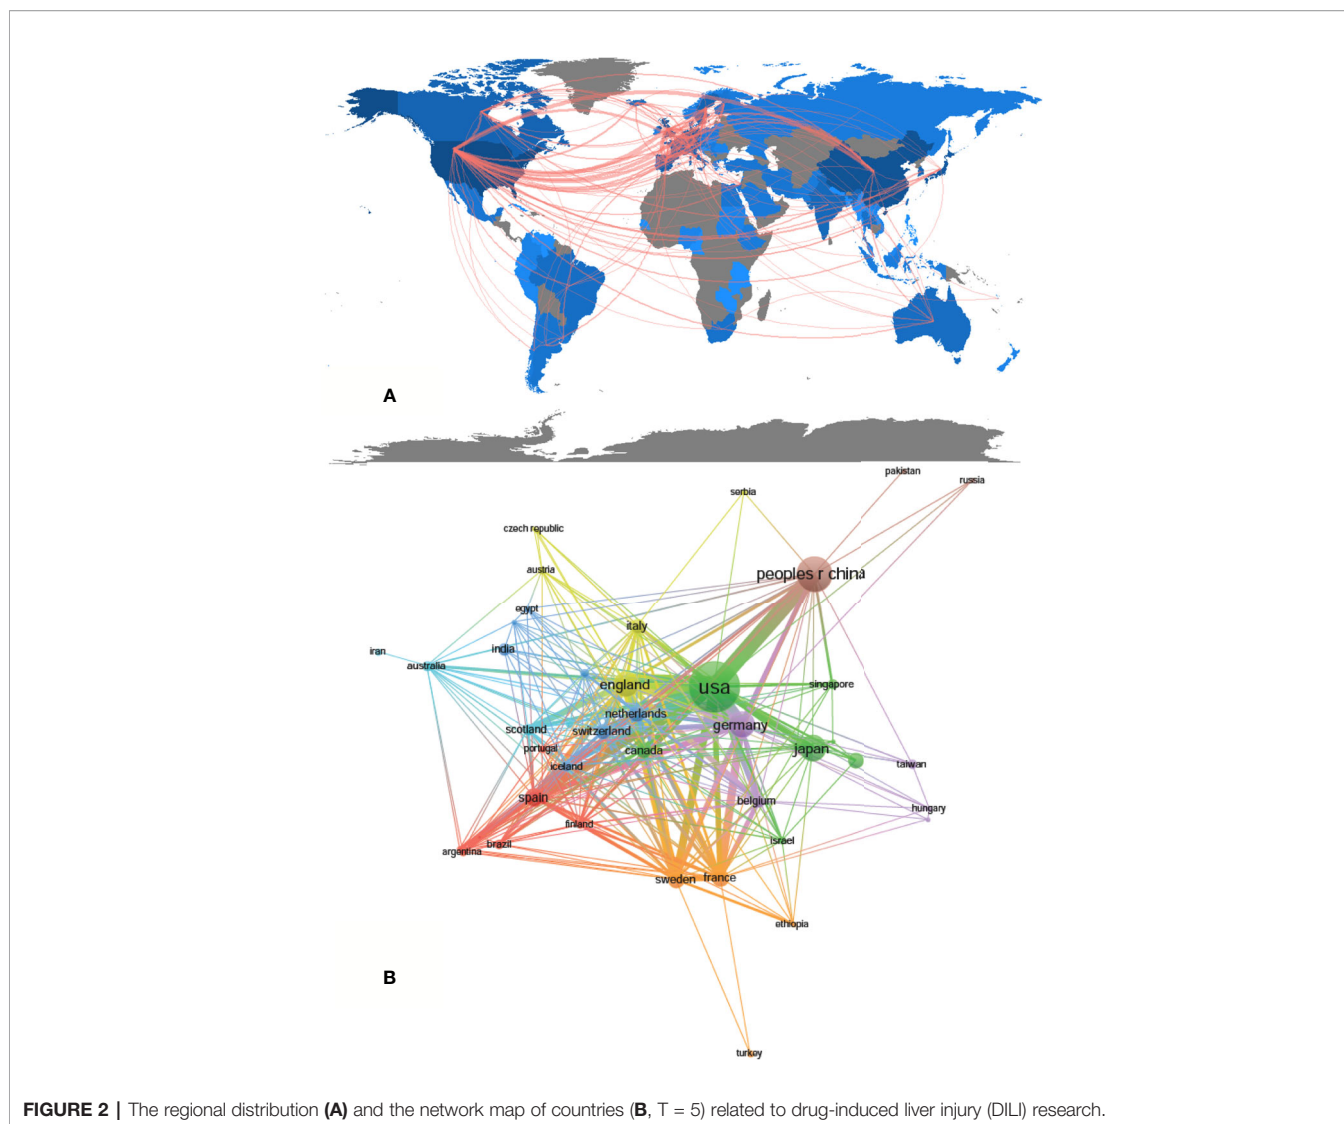 A
pakistan
russia
serbia
czech republic
austria
peoples r china
egypt
italy
india
iran
australia
england
usa
singapore
netherlands
scotland
switzerland
germany
portugal
canada
japan
iceland
taiwan
spain
belgium
hungary
finland
israel
argentina
brazil
sweden
france
ethiopia
B
turkey
FIGURE 2 | The regional distribution (A) and the network map of countries (B, T = 5) related to drug-induced liver injury (DILI) research.